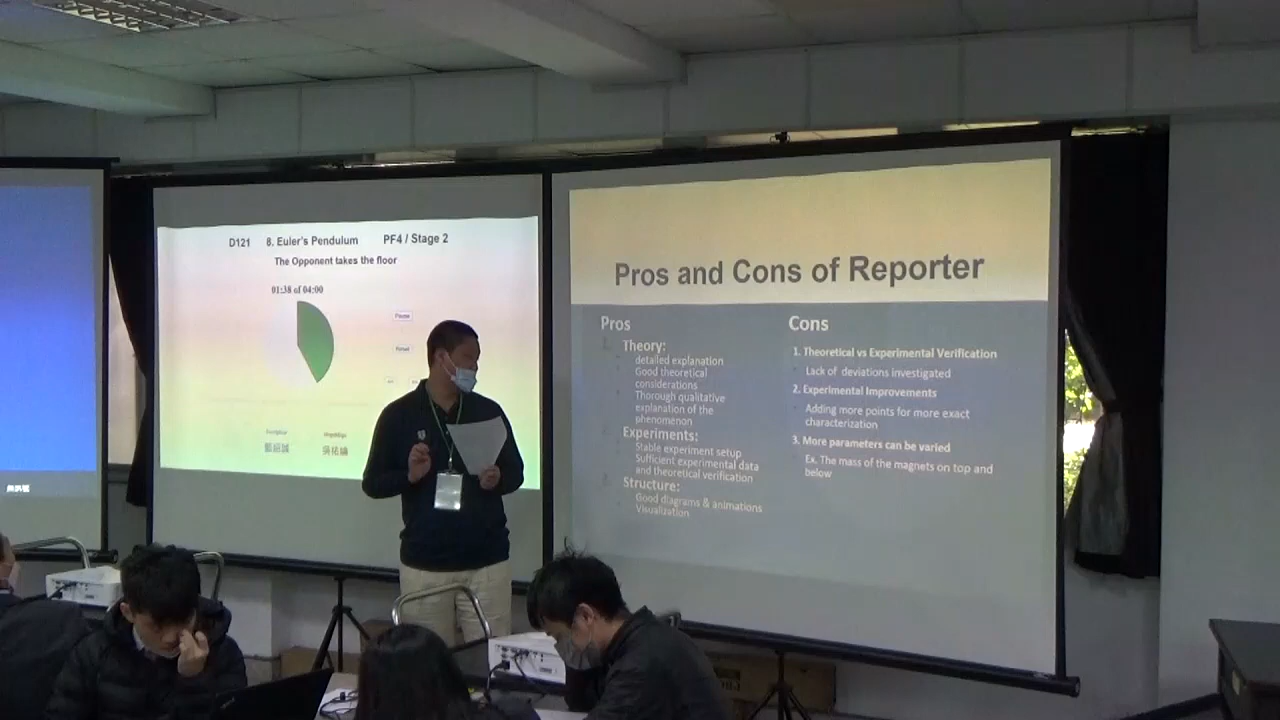 D121 8. Euler's Pendulum PF4 / Stage 2
The Opponent takes the floor
01:38 of 04:00
Pause
Reset
Pros and Cons of Reporter
Pros
Theory:
detailed explanation
Good theoretical
considerations
Thorough qualitative
explanation of the
phenomenon
Experiments:
Stable experiment setup
Sufficient experimental data
and theoretical verification
Structure:
Good diagrams & animations
Visualization
Cons
1. Theoretical vs Experimental Verification
Lack of deviations investigated
2. Experimental Improvements
Adding more points for more exact
characterization
3. More parameters can be varied
Ex. The mass of the magnets on top and
below